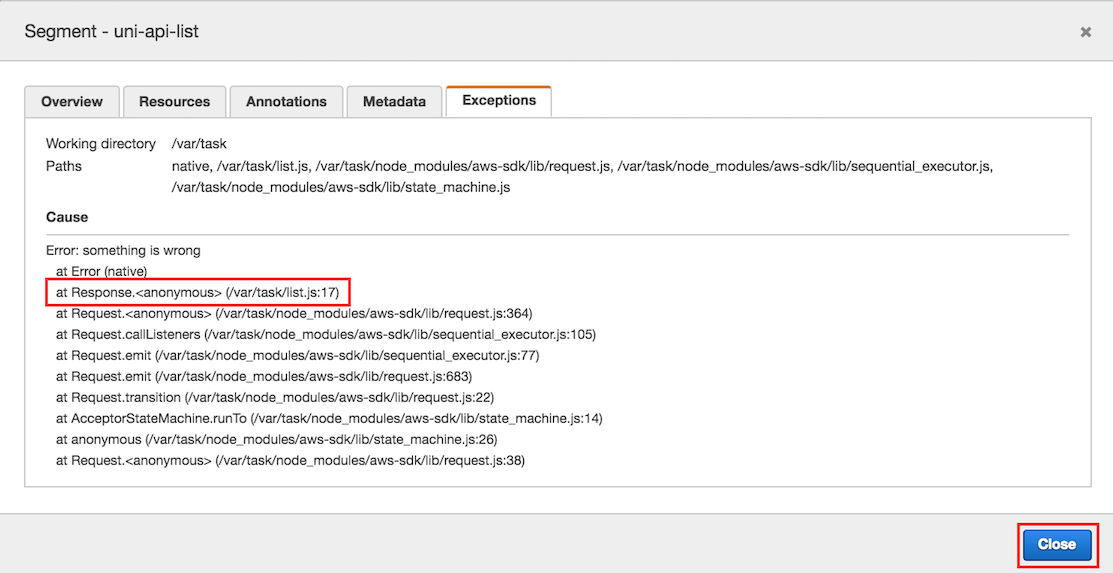 Segment - uni-api-list
×
Overview Resources Annotations Metadata Exceptions
Working directory /var/task
Paths native, /var/task/list.js, /var/task/node_modules/aws-sdk/lib/request.js, /var/task/node_modules/aws-sdk/lib/sequential_executor.js,
/var/task/node_modules/aws-sdk/lib/state_machine.js
Cause
Error: something is wrong
at Error (native)
at Response.<anonymous> (/var/task/list.js:17)
at Request.<anonymous> (/var/task/node_modules/aws-sdk/lib/request.js:364)
at Request.callListeners (/var/task/node_modules/aws-sdk/lib/sequential_executor.js:105)
at Request.emit (/var/task/node_modules/aws-sdk/lib/sequential_executor.js:77)
at Request.emit (/var/task/node_modules/aws-sdk/lib/request.js:683)
at Request.transition (/var/task/node_modules/aws-sdk/lib/request.js:22)
at AcceptorStateMachine.runTo (/var/task/node_modules/aws-sdk/lib/state_machine.js:14)
at anonymous (/var/task/node_modules/aws-sdk/lib/state_machine.js:26)
at Request.<anonymous> (/var/task/node_modules/aws-sdk/lib/request.js:38)
Close